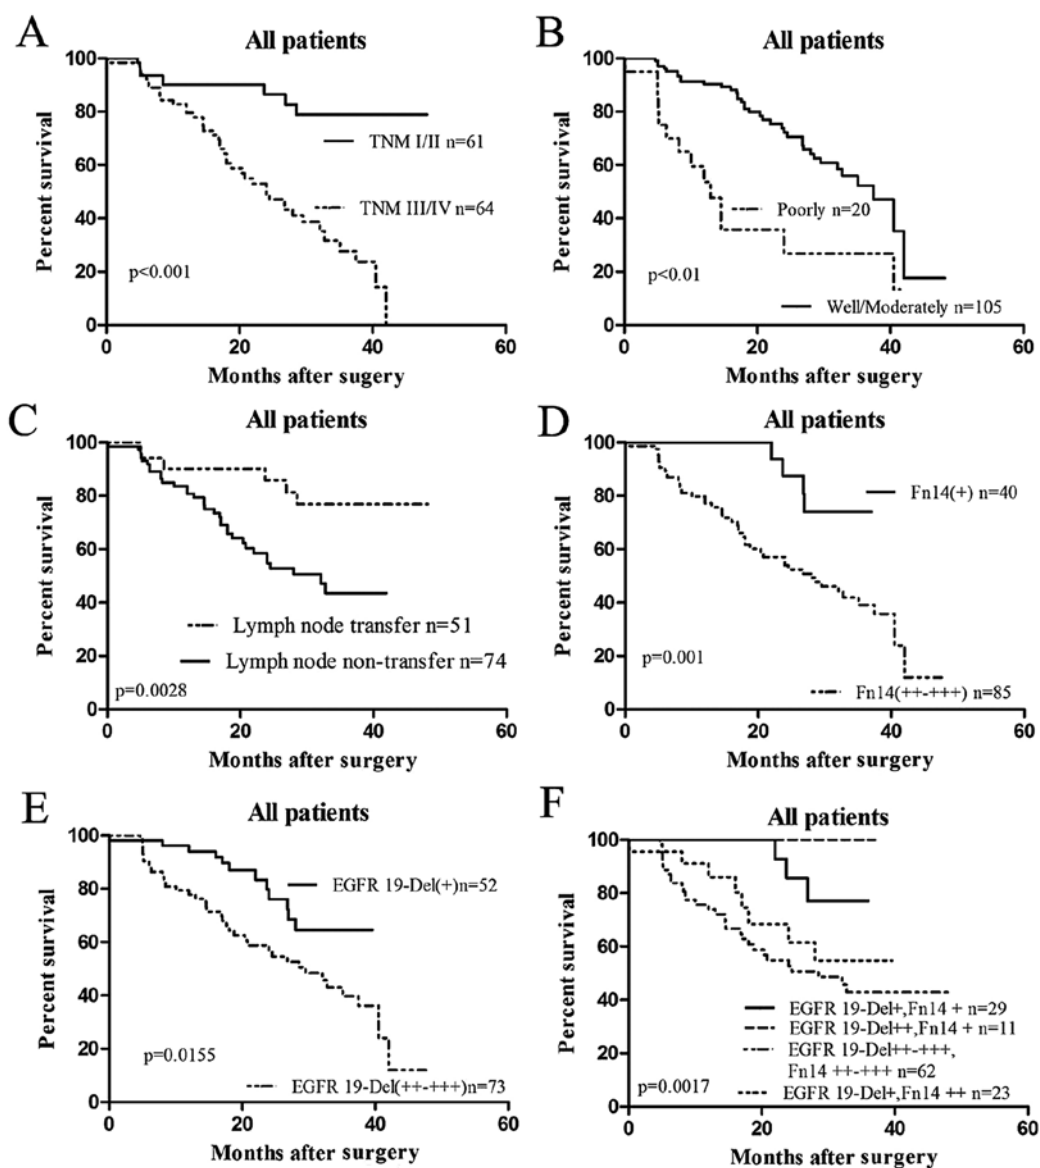 A
All patients
Percent survival
100
80
60
40
20
0
TNM I/II n=61
TNM III/IV n=64
p<0.001
0
20
40
60
Months after sugery
B
All patients
Percent survival
100
80
60
40
20
0
Poorly n=20
p<0.01
Well/Moderately n=105
0
20
40
60
Months after sugery
C
All patients
Percent survival
100
80
60
40
20
0
Lymph node transfer n=51
Lymph node non-transfer n=74
p=0.0028
0
20
40
60
Months after surgery
D
All patients
Percent survival
100
80
60
40
20
0
Fn14(+) n=40
p=0.001
Fn14(++-+++) n=85
0
20
40
60
Months after surgery
E
All patients
Percent survival
100
80
60
40
20
0
EGFR 19-Del(+)n=52
p=0.0155
EGFR 19-Del(++-+++)n=73
0
20
40
60
Months after surgery
F
All patients
Percent survival
100
80
60
40
20
0
EGFR 19-Del+,Fn14 + n=29
EGFR 19-Del++,Fn14 + n=11
EGFR 19-Del++-+++,
Fn14 ++-+++ n=62
p=0.0017
EGFR 19-Del+,Fn14 ++ n=23
0
20
40
60
Months after surgery